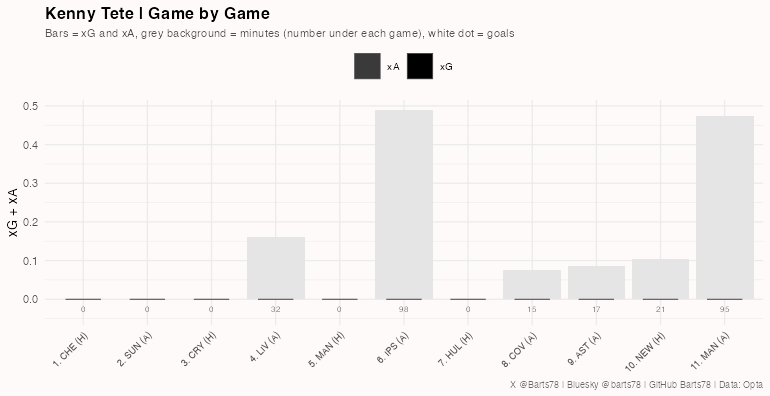 Kenny Tete | Game by Game
Bars = xG and xA, grey background = minutes (number under each game), white dot = goals
xA xG
xG + xA
0.5
0.4
0.3
0.2
0.1
0.0
0 0 0 32 0 98 0 15 17 21 95
1. CHE (H)
2. SUN (A)
3. CRY (H)
4. LIV (A)
5. MAN (H)
6. IPS (A)
7. HUL (H)
8. COV (A)
9. AST (A)
10. NEW (H)
11. MAN (A)
X @Barts78 | Bluesky @barts78 | GitHub Barts78 | Data: Opta